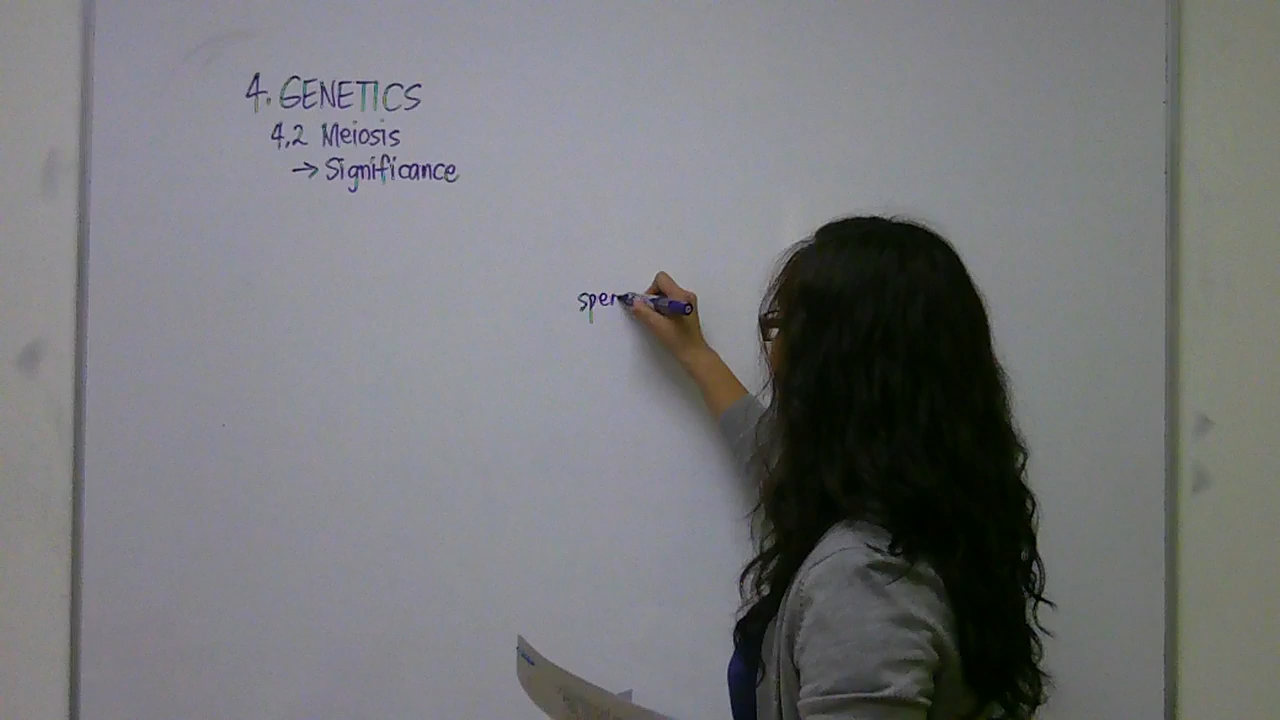 4. GENETICS
4.2 Meiosis
→ Significance
sper